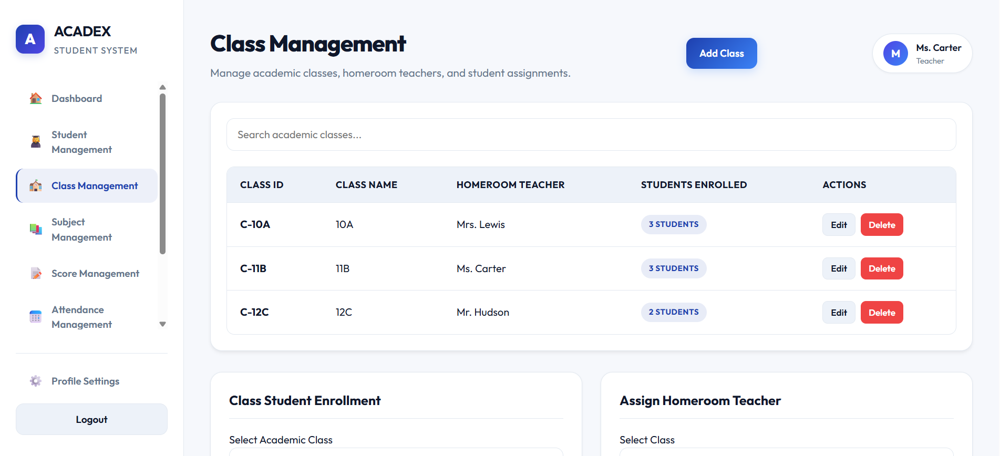 A
ACADEX
STUDENT SYSTEM
Dashboard
Student
Management
Class Management
Subject
Management
Score Management
Attendance
Management
Profile Settings
Logout
Class Management
Manage academic classes, homeroom teachers, and student assignments.
Add Class
M
Ms. Carter
Teacher
Search academic classes...
CLASS ID CLASS NAME HOMEROOM TEACHER STUDENTS ENROLLED ACTIONS
C-10A 10A Mrs. Lewis 3 STUDENTS Edit Delete
C-11B 11B Ms. Carter 3 STUDENTS Edit Delete
C-12C 12C Mr. Hudson 2 STUDENTS Edit Delete
Class Student Enrollment
Select Academic Class
Assign Homeroom Teacher
Select Class